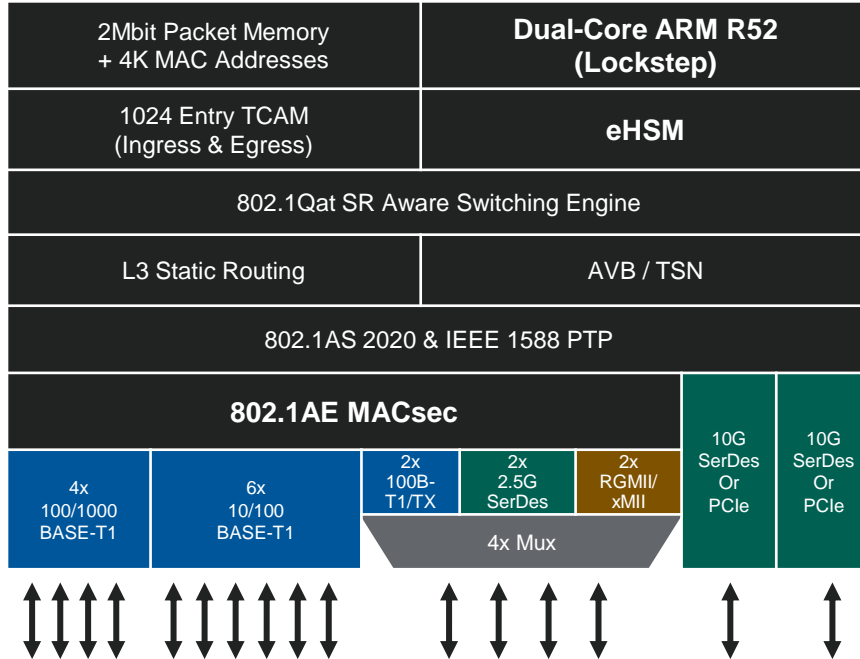 2Mbit Packet Memory
+ 4K MAC Addresses
Dual-Core ARM R52
(Lockstep)
1024 Entry TCAM
(Ingress & Egress)
eHSM
802.1Qat SR Aware Switching Engine
L3 Static Routing
AVB / TSN
802.1AS 2020 & IEEE 1588 PTP
802.1AE MACsec
4x
100/1000
BASE-T1
6x
10/100
BASE-T1
2x
100B-
T1/TX
2x
2.5G
SerDes
2x
RGMII/
xMII
4x Mux
10G
SerDes
Or
PCIe
10G
SerDes
Or
PCIe